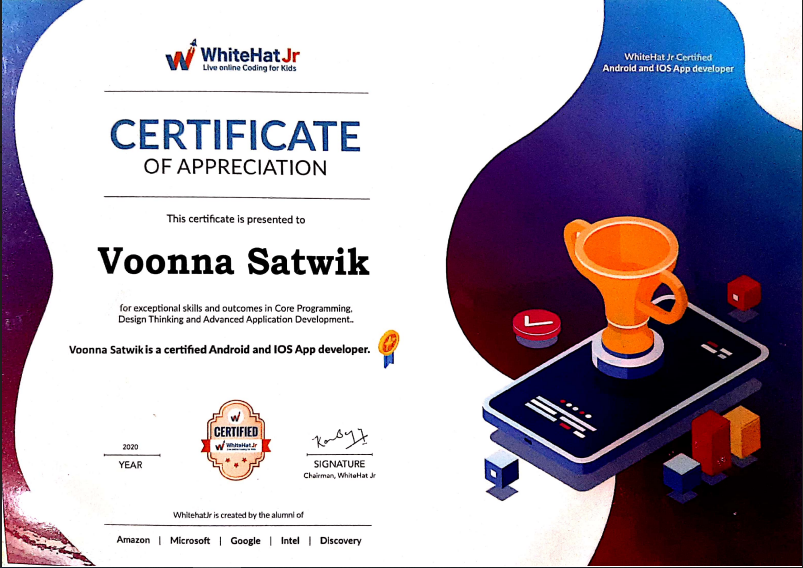 WhiteHat Jr
Live online Coding for Kids
WhiteHat Jr Certified
Android and IOS App developer
CERTIFICATE
OF APPRECIATION
This certificate is presented to
Voonna Satwik
for exceptional skills and outcomes in Core Programming,
Design Thinking and Advanced Application Development..
Voonna Satwik is a certified Android and IOS App developer.
CERTIFIED
WhiteHat Jr
2020
YEAR
SIGNATURE
Chairman, WhiteHat Jr
WhitehatJr is created by the alumni of
Amazon | Microsoft | Google | Intel | Discovery